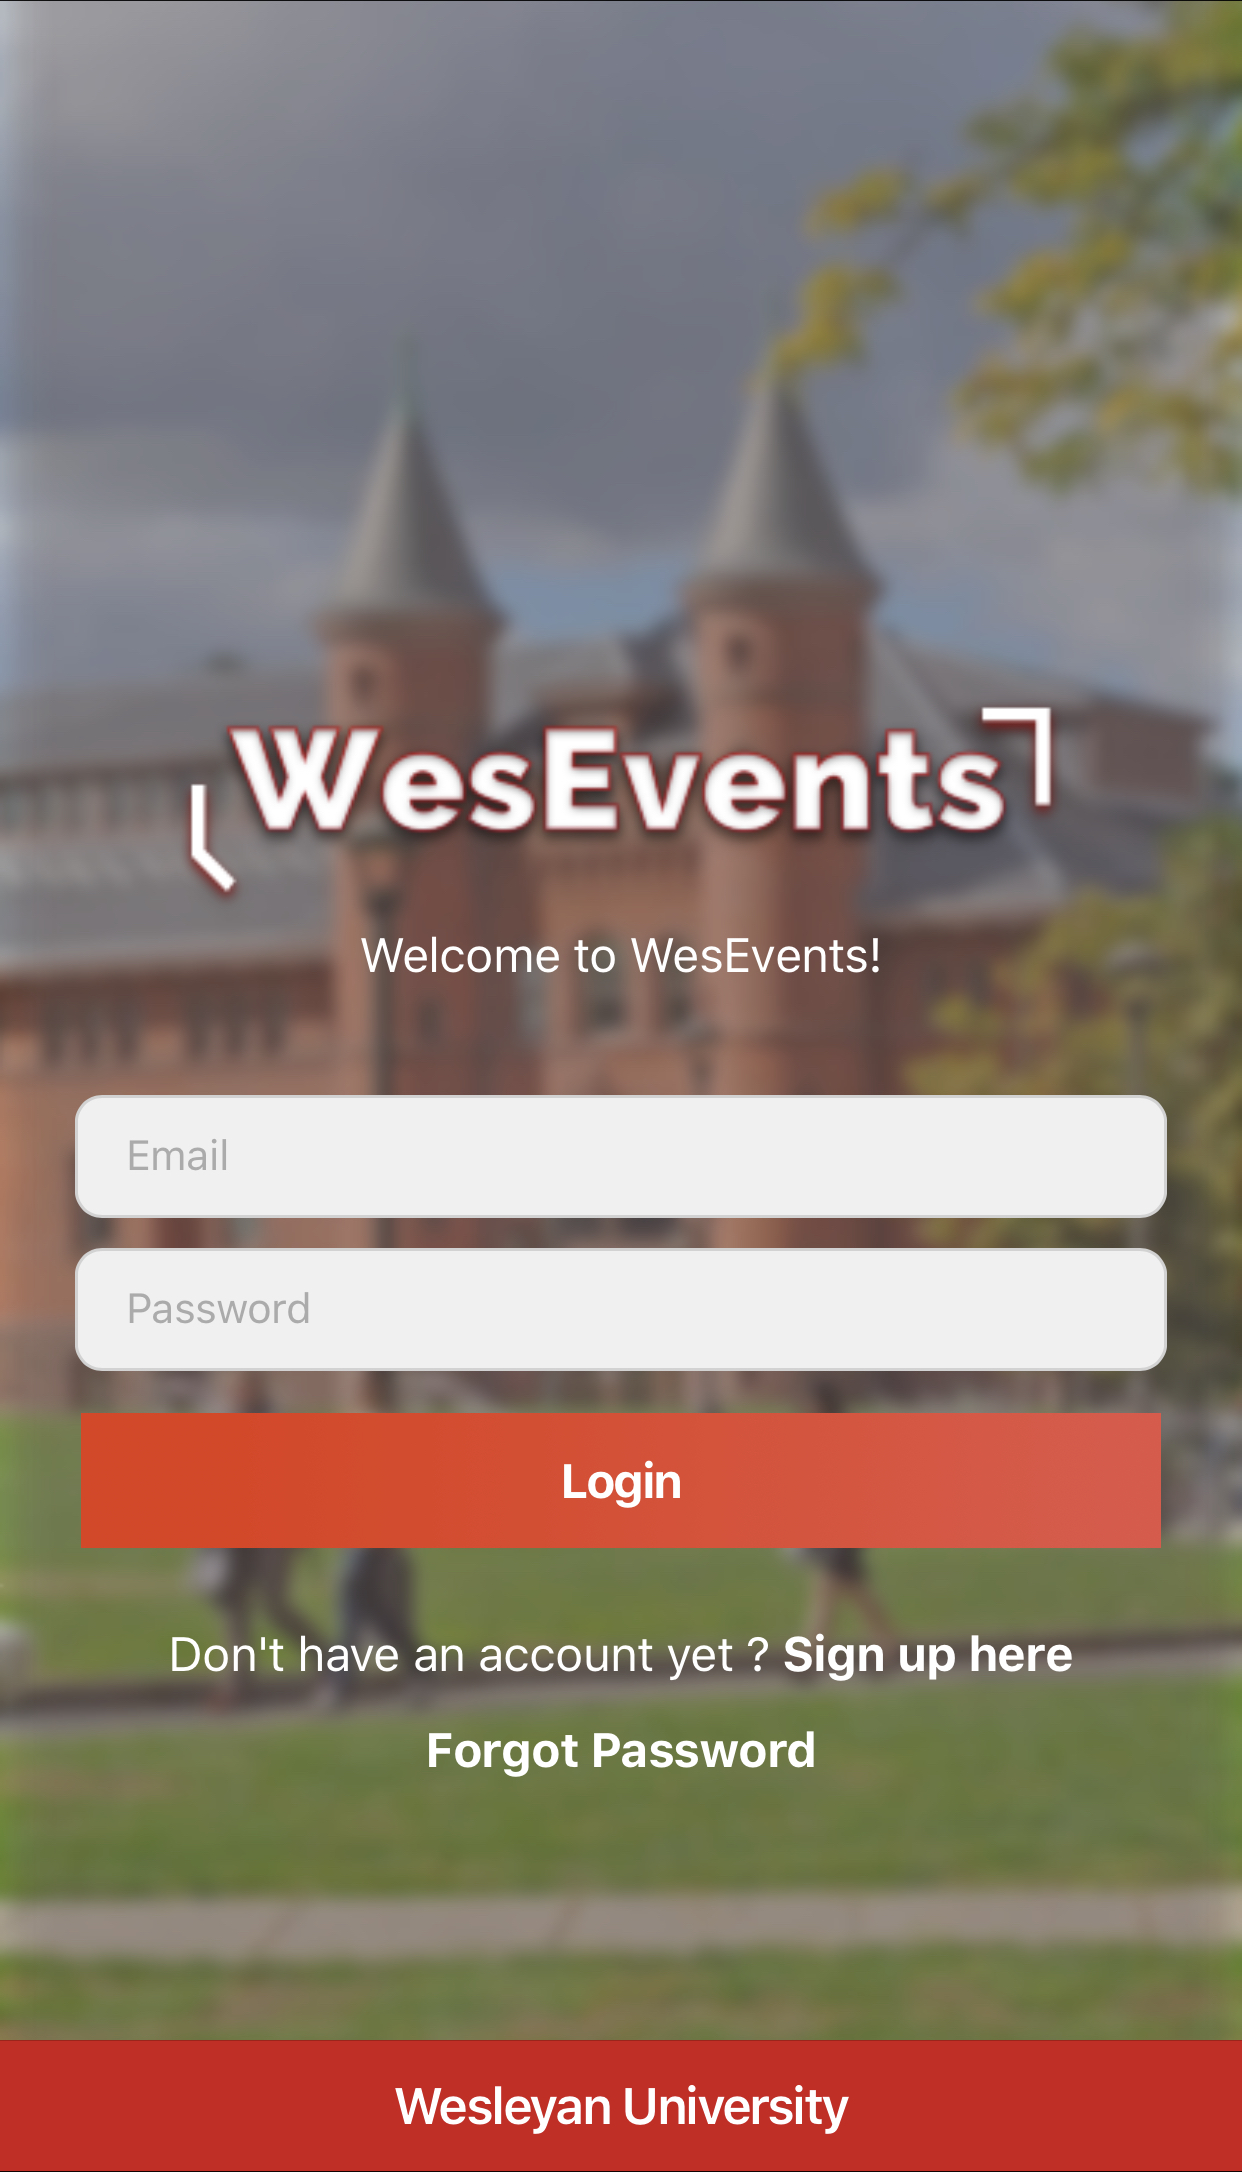 WesEvents
Welcome to WesEvents!
Email
Password
Login
Don't have an account yet ? Sign up here
Forgot Password
Wesleyan University